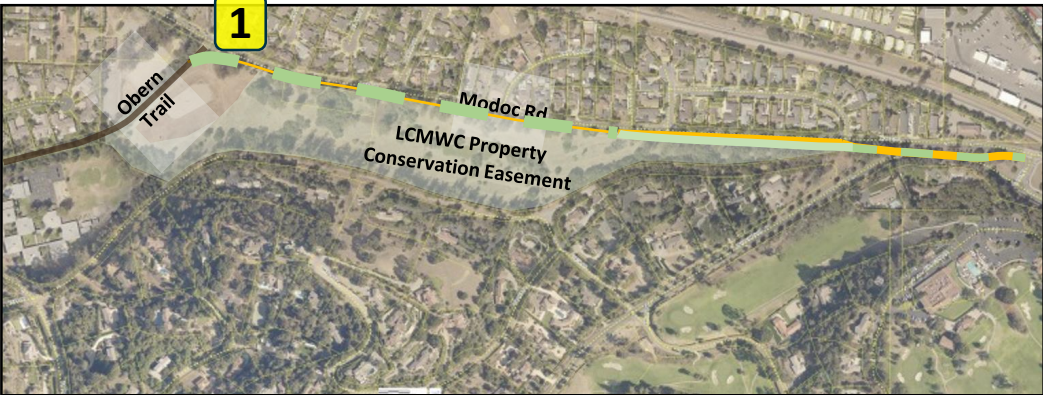 1
Obern
Trail
Modoc Rd
LCMWC Property
Conservation Easement